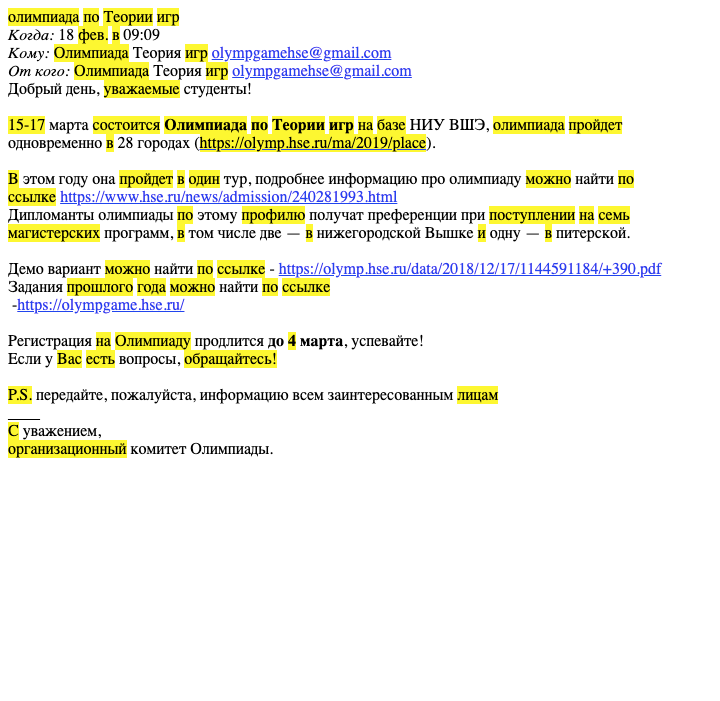 олимпиада по Теории игр
Когда: 18 фев. в 09:09
Кому: Олимпиада Теория игр olympgamehse@gmail.com
От кого: Олимпиада Теория игр olympgamehse@gmail.com
Добрый день, уважаемые студенты!
15-17 марта состоится Олимпиада по Теории игр на базе НИУ ВШЭ, олимпиада пройдет
одновременно в 28 городах (https://olymp.hse.ru/ma/2019/place).
В этом году она пройдет в один тур, подробнее информацию про олимпиаду можно найти по
ссылке https://www.hse.ru/news/admission/240281993.html
Дипломанты олимпиады по этому профилю получат преференции при поступлении на семь
магистерских программ, в том числе две — в нижегородской Вышке и одну — в питерской.
Демо вариант можно найти по ссылке - https://olymp.hse.ru/data/2018/12/17/1144591184/+390.pdf
Задания прошлого года можно найти по ссылке
-https://olympgame.hse.ru/
Регистрация на Олимпиаду продлится до 4 марта, успевайте!
Если у Вас есть вопросы, обращайтесь!
P.S. передайте, пожалуйста, информацию всем заинтересованным лицам
____
С уважением,
организационный комитет Олимпиады.